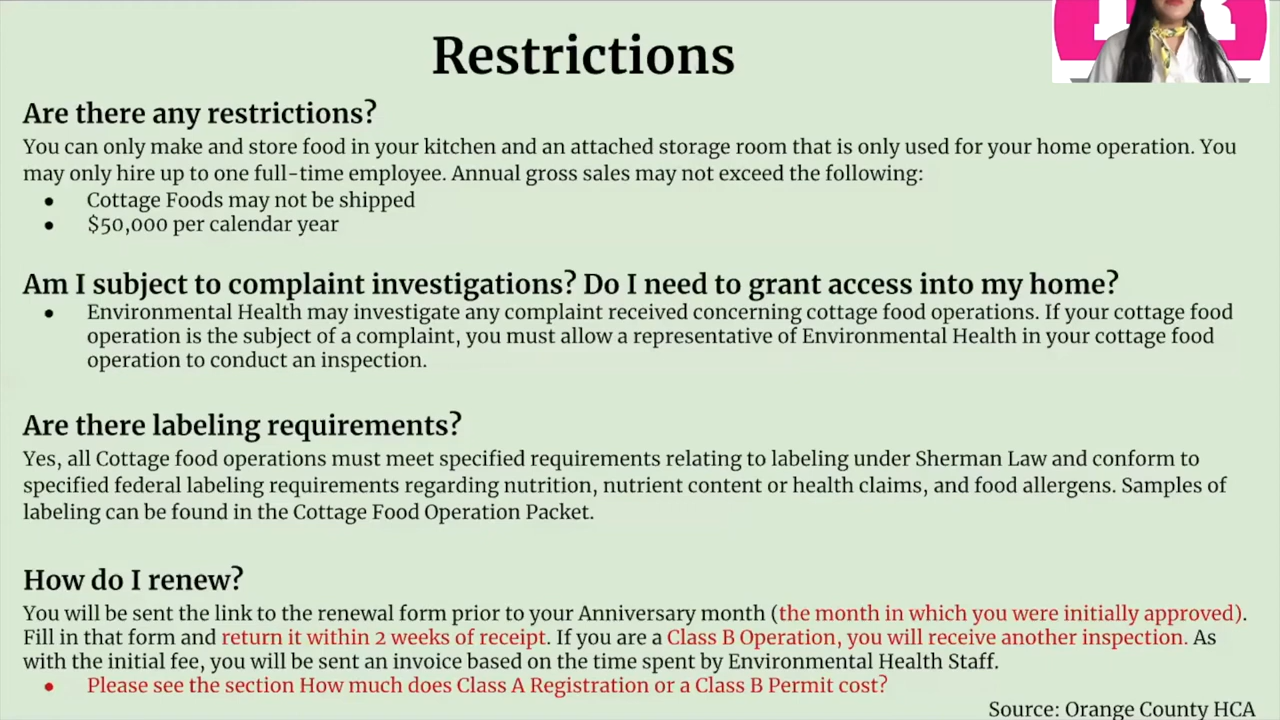 Restrictions
Are there any restrictions?
You can only make and store food in your kitchen and an attached storage room that is only used for your home operation. You
may only hire up to one full-time employee. Annual gross sales may not exceed the following:
● Cottage Foods may not be shipped
● $50,000 per calendar year
Am I subject to complaint investigations? Do I need to grant access into my home?
● Environmental Health may investigate any complaint received concerning cottage food operations. If your cottage food
operation is the subject of a complaint, you must allow a representative of Environmental Health in your cottage food
operation to conduct an inspection.
Are there labeling requirements?
Yes, all Cottage food operations must meet specified requirements relating to labeling under Sherman Law and conform to
specified federal labeling requirements regarding nutrition, nutrient content or health claims, and food allergens. Samples of
labeling can be found in the Cottage Food Operation Packet.
How do I renew?
You will be sent the link to the renewal form prior to your Anniversary month (the month in which you were initially approved).
Fill in that form and return it within 2 weeks of receipt. If you are a Class B Operation, you will receive another inspection. As
with the initial fee, you will be sent an invoice based on the time spent by Environmental Health Staff.
● Please see the section How much does Class A Registration or a Class B Permit cost?
Source: Orange County HCA